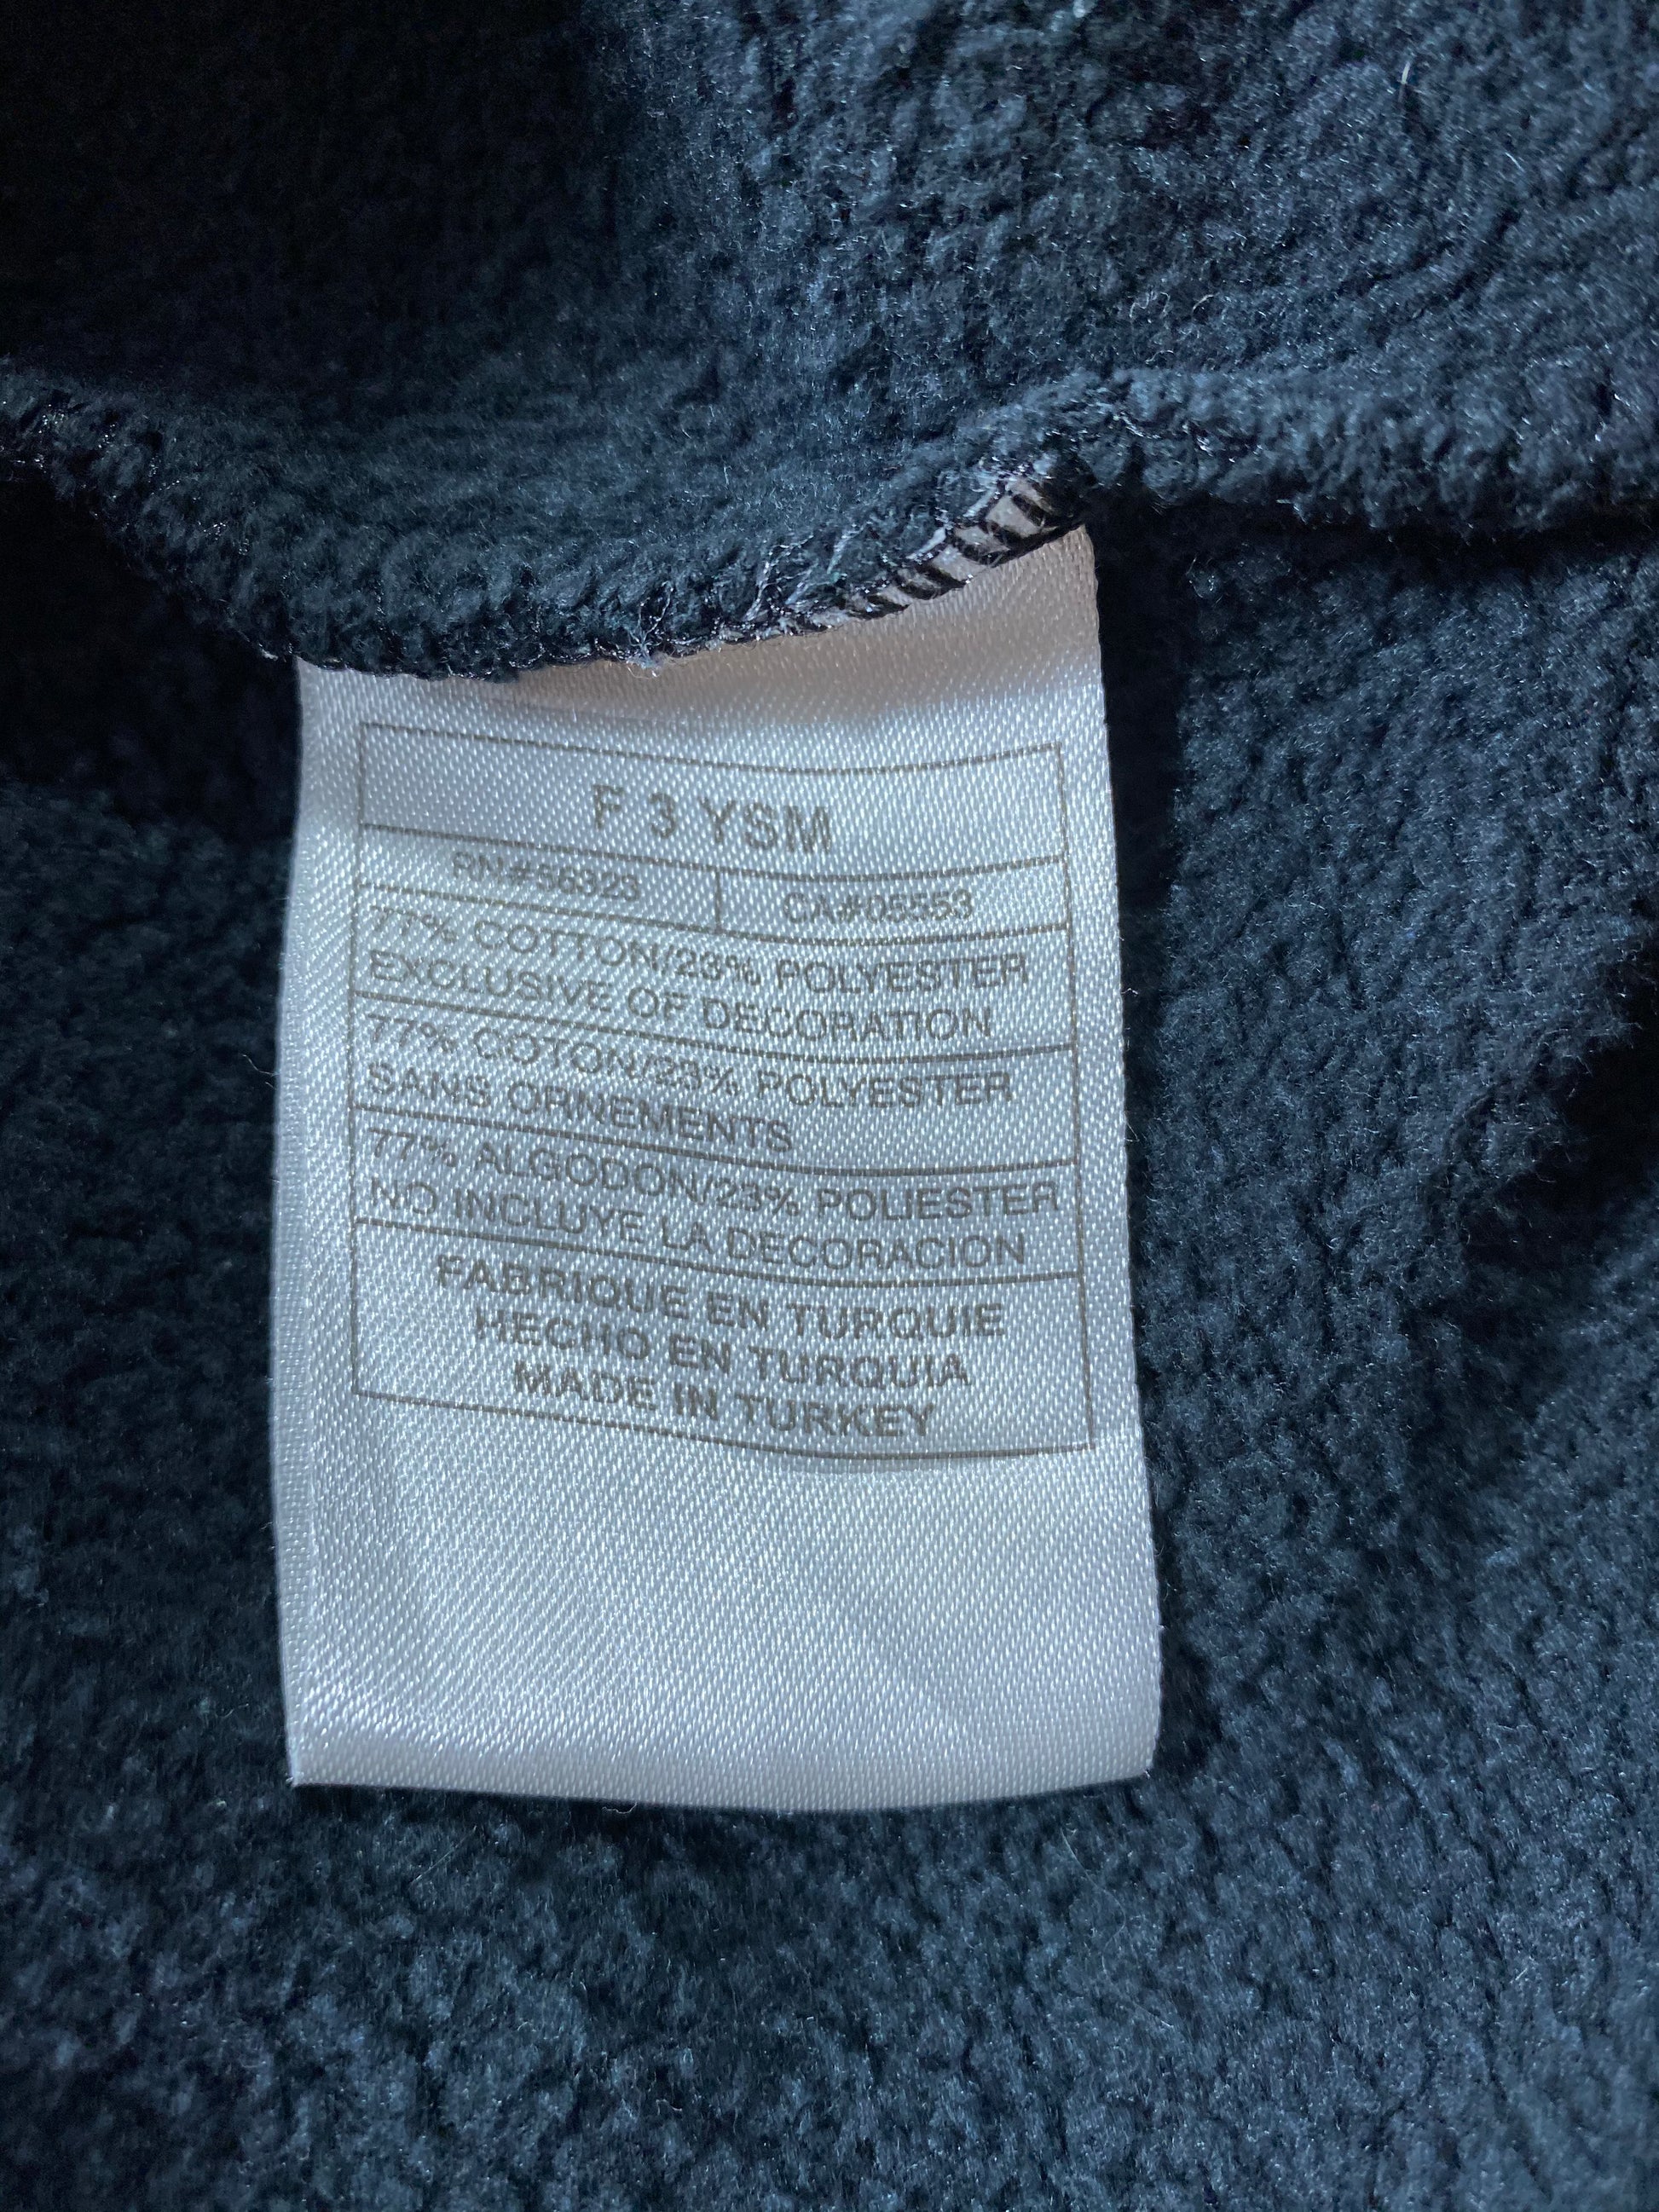 F 3 YSM
RN#56323 CA#05553
77% COTTON/23% POLYESTER
EXCLUSIVE OF DECORATION
77% COTON/23% POLYESTER
SANS ORNEMENTS
77% ALGODON/23% POLIESTER
NO INCLUYE LA DECORACION
FABRIQUE EN TURQUIE
HECHO EN TURQUIA
MADE IN TURKEY